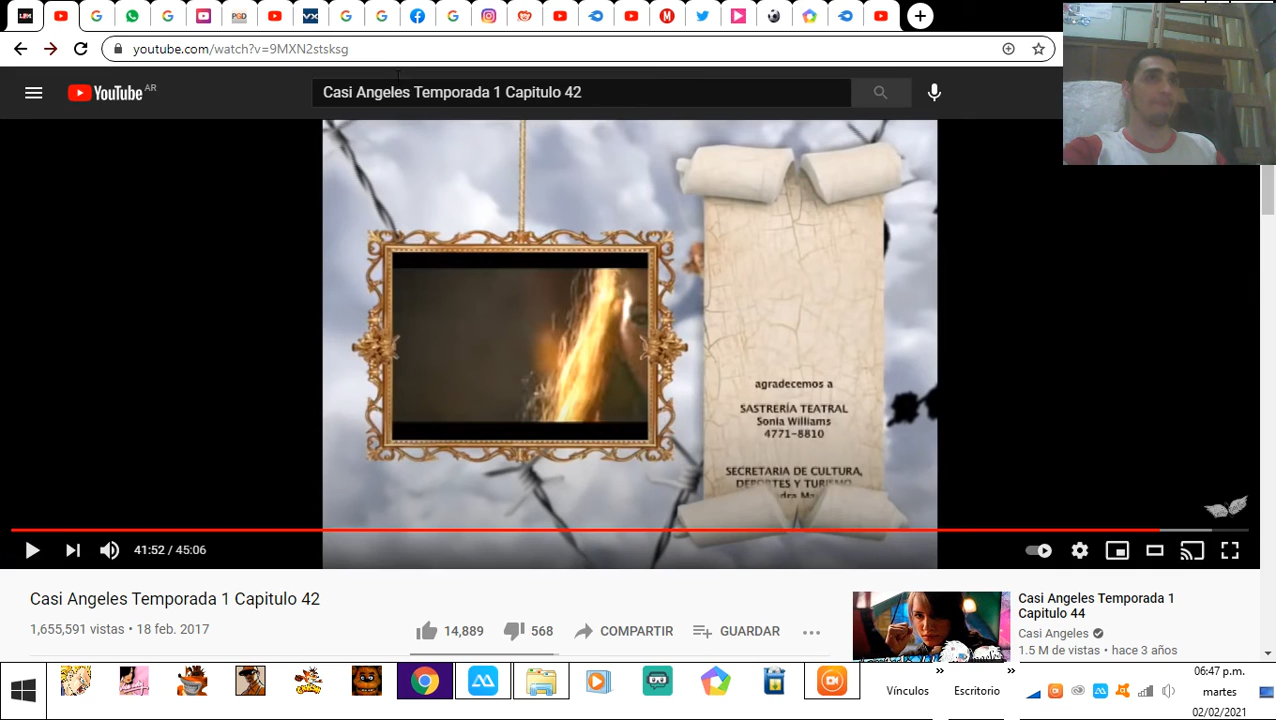 youtube.com/watch?v=9MXN2stsksg
YouTube AR
Casi Angeles Temporada 1 Capitulo 42
agradecemos a
SASTRERÍA TEATRAL
Sonia Williams
4771-8810
SECRETARIA DE CULTURA,
DEPORTES Y TURISMO
41:52 / 45:06
Casi Angeles Temporada 1 Capitulo 42
1,655,591 vistas • 18 feb. 2017
14,889
568
COMPARTIR
GUARDAR
Casi Angeles Temporada 1
Capitulo 44
Casi Angeles
1.5 M de vistas • hace 3 años
Vínculos
Escritorio
06:47 p.m.
martes
02/02/2021